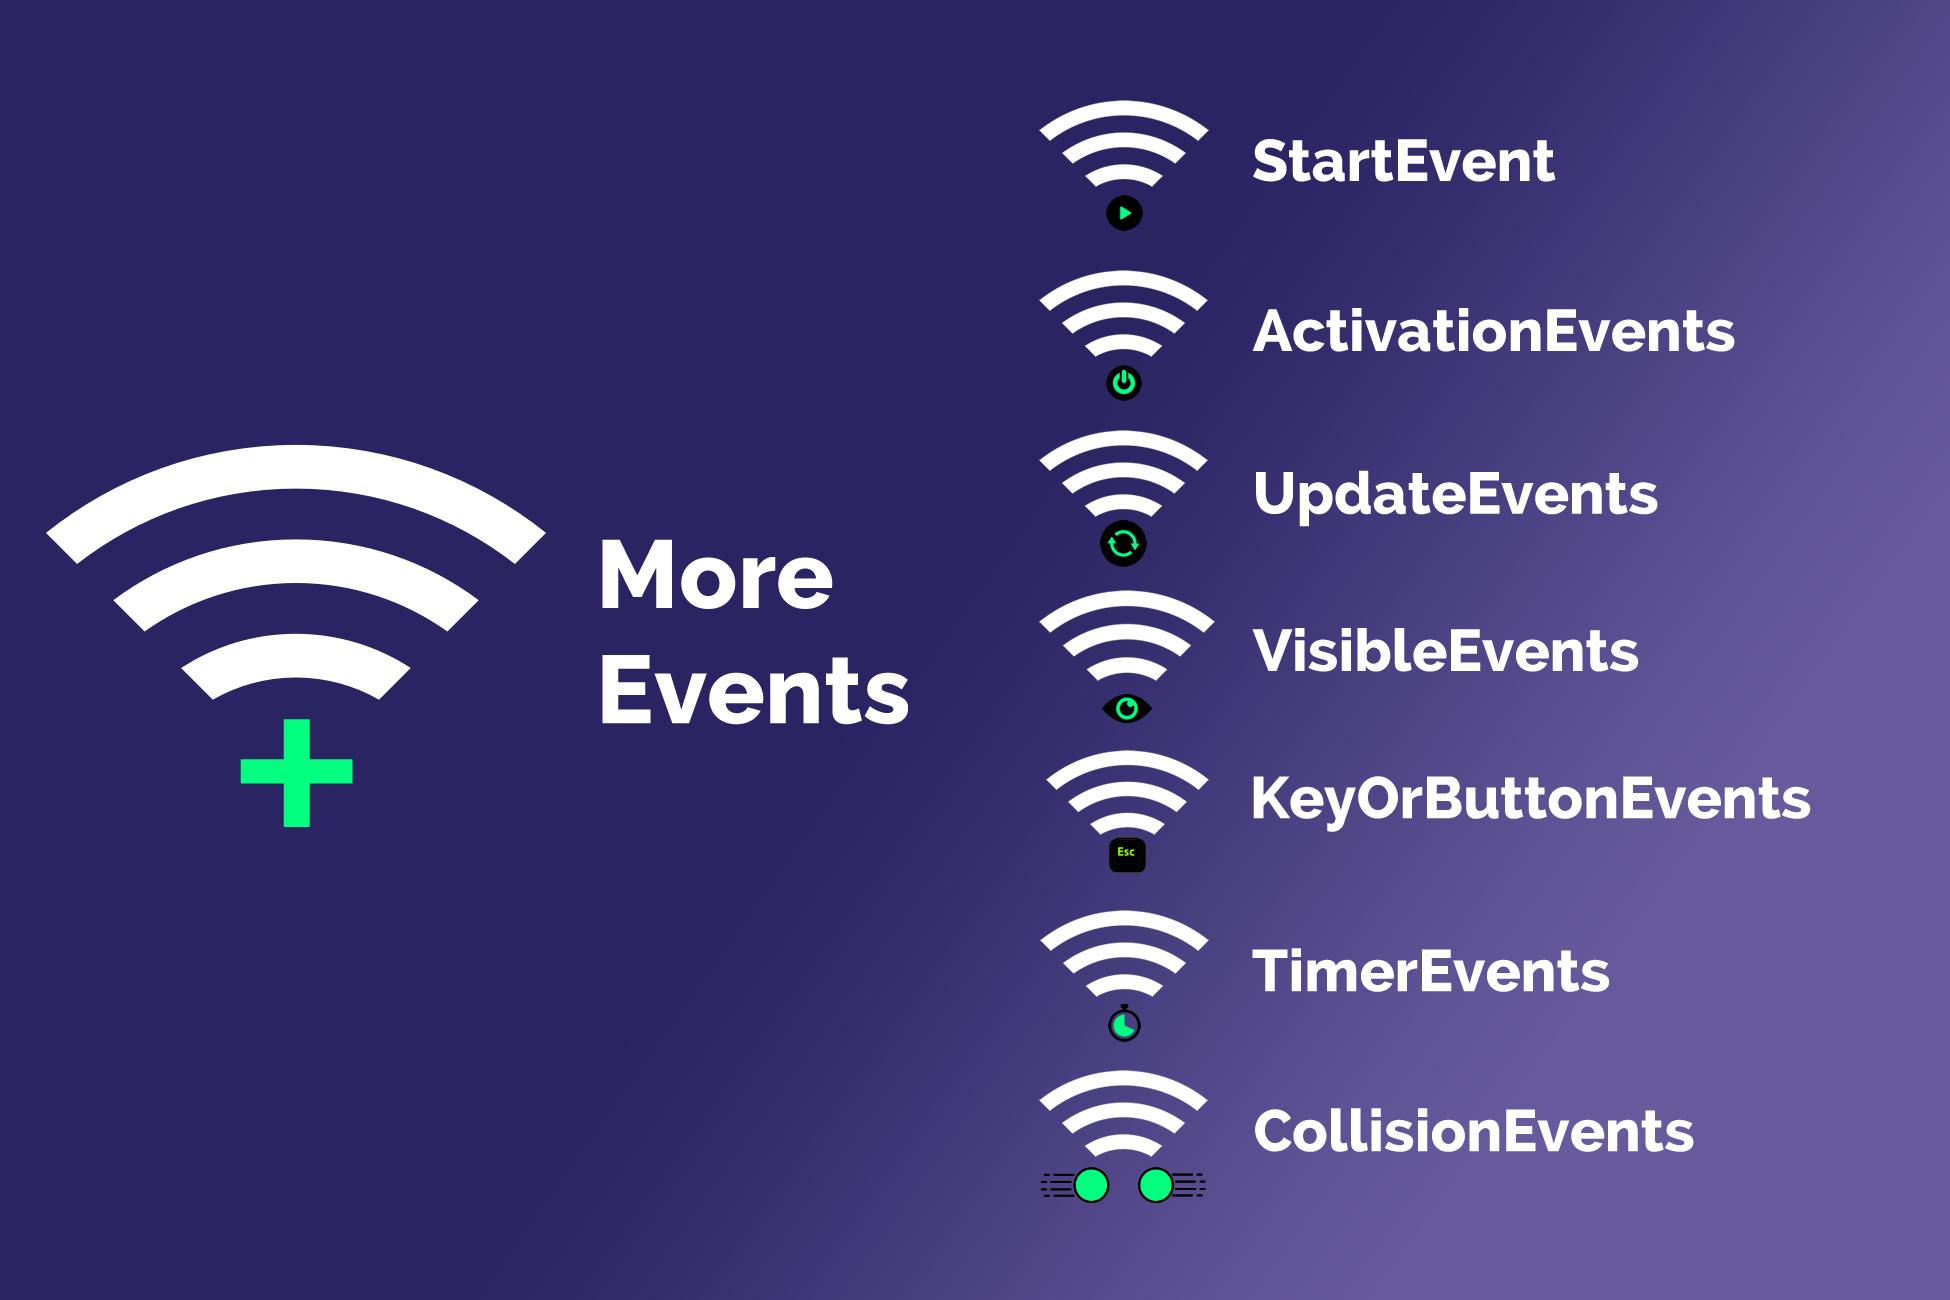 More
Events
StartEvent
ActivationEvents
UpdateEvents
VisibleEvents
KeyOrButtonEvents
Esc
TimerEvents
CollisionEvents